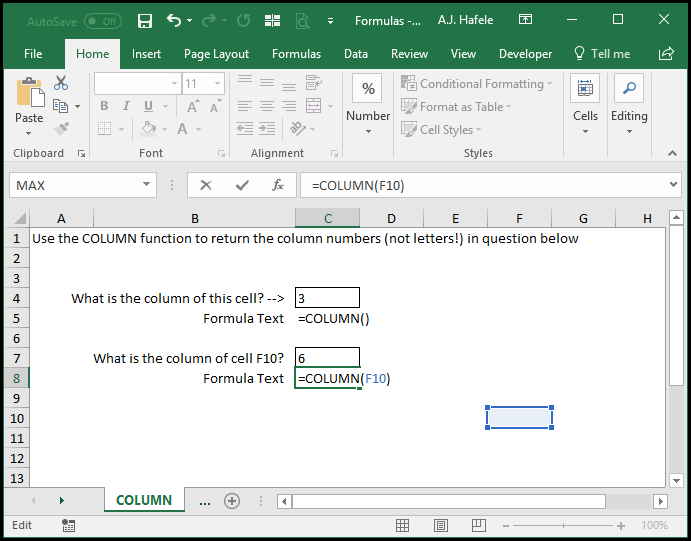 AutoSave Off Formulas -... A.J. Hafele
File Home Insert Page Layout Formulas Data Review View Developer Tell me
Paste
Clipboard
11
B I U
A A
A
Font
Alignment
%
Number
Conditional Formatting
Format as Table
Cell Styles
Styles
Cells
Editing
MAX =COLUMN(F10)
A B C D E F G H
1 Use the COLUMN function to return the column numbers (not letters!) in question below
2
3
4 What is the column of this cell? --> 3
5 Formula Text =COLUMN()
6
7 What is the column of cell F10? 6
8 Formula Text =COLUMN(F10)
9
10
11
12
13
COLUMN ...
Edit 100%